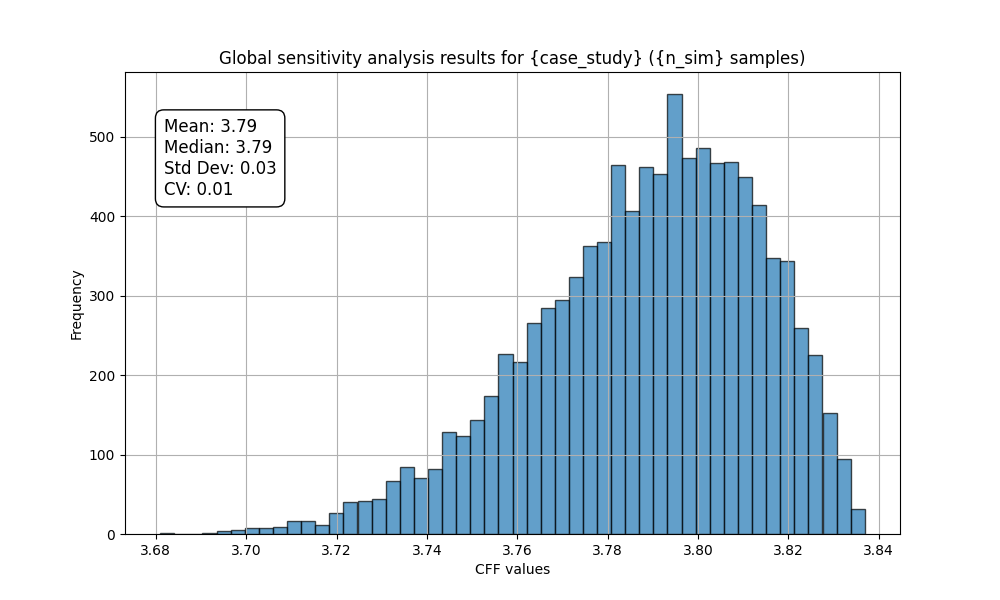 Global sensitivity analysis results for {case_study} ({n_sim} samples)
Mean: 3.79
Median: 3.79
Std Dev: 0.03
CV: 0.01
Frequency
500
400
300
200
100
0
3.68 3.70 3.72 3.74 3.76 3.78 3.80 3.82 3.84
CFF values